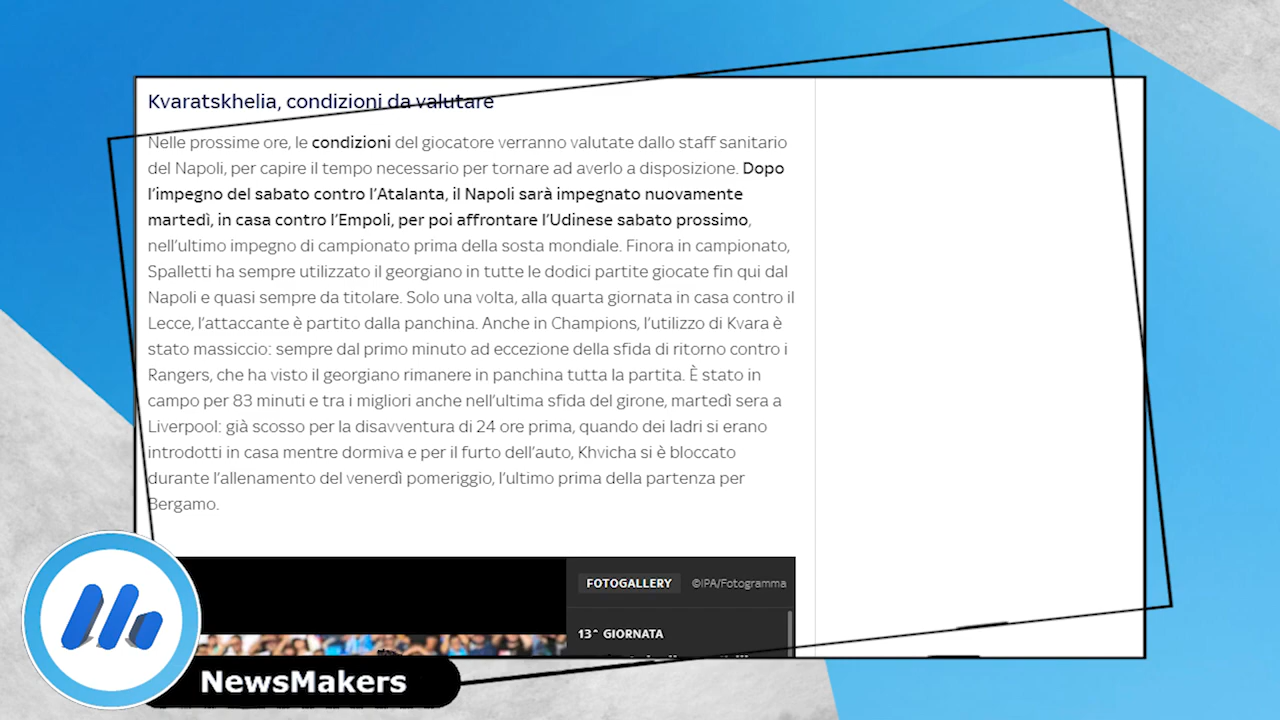 Kvaratskhelia, condizioni da valutare
Nelle prossime ore, le condizioni del giocatore verranno valutate dallo staff sanitario
del Napoli, per capire il tempo necessario per tornare ad averlo a disposizione. Dopo
l'impegno del sabato contro l'Atalanta, il Napoli sarà impegnato nuovamente
martedì, in casa contro l'Empoli, per poi affrontare l'Udinese sabato prossimo,
nell'ultimo impegno di campionato prima della sosta mondiale. Finora in campionato,
Spalletti ha sempre utilizzato il georgiano in tutte le dodici partite giocate fin qui dal
Napoli e quasi sempre da titolare. Solo una volta, alla quarta giornata in casa contro il
Lecce, l'attaccante è partito dalla panchina. Anche in Champions, l'utilizzo di Kvara è
stato massiccio: sempre dal primo minuto ad eccezione della sfida di ritorno contro i
Rangers, che ha visto il georgiano rimanere in panchina tutta la partita. È stato in
campo per 83 minuti e tra i migliori anche nell'ultima sfida del girone, martedì sera a
Liverpool: già scosso per la disavventura di 24 ore prima, quando dei ladri si erano
introdotti in casa mentre dormiva e per il furto dell'auto, Khvicha si è bloccato
durante l'allenamento del venerdì pomeriggio, l'ultimo prima della partenza per
Bergamo.
FOTOGALLERY ©IPA/Fotogramma
13^ GIORNATA
NewsMakers